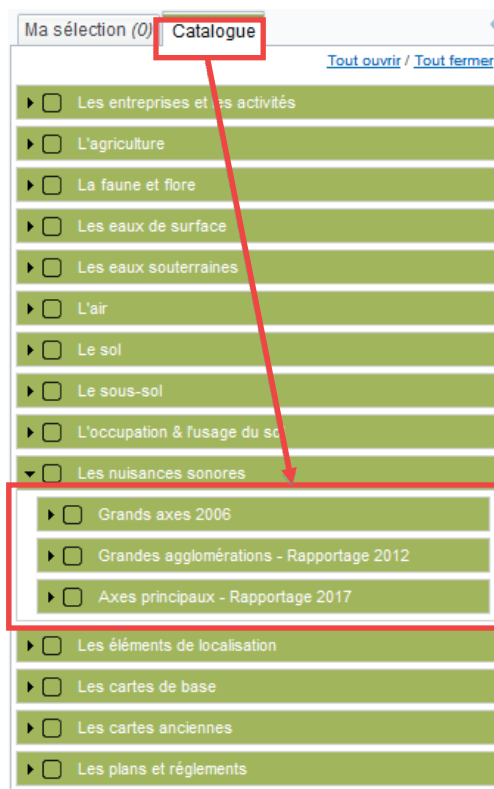 Ma sélection (0) Catalogue
Tout ouvrir / Tout fermer
Les entreprises et les activités
L'agriculture
La faune et flore
Les eaux de surface
Les eaux souterraines
L'air
Le sol
Le sous-sol
L'occupation & l'usage du sol
Les nuisances sonores
Grands axes 2006
Grandes agglomérations - Rapportage 2012
Axes principaux - Rapportage 2017
Les éléments de localisation
Les cartes de base
Les cartes anciennes
Les plans et réglements